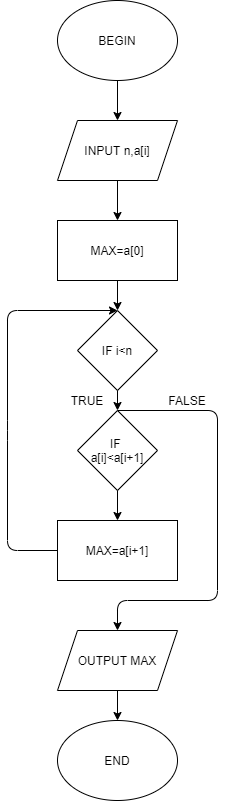 BEGIN
INPUT n,a[i]
MAX=a[0]
IF i<n
TRUE
FALSE
IF
a[i]<a[i+1]
MAX=a[i+1]
OUTPUT MAX
END